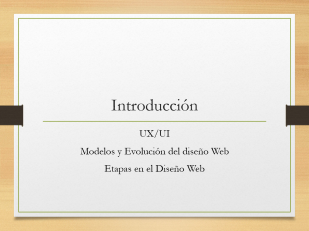 Introducción
UX/UI
Modelos y Evolución del diseño Web
Etapas en el Diseño Web